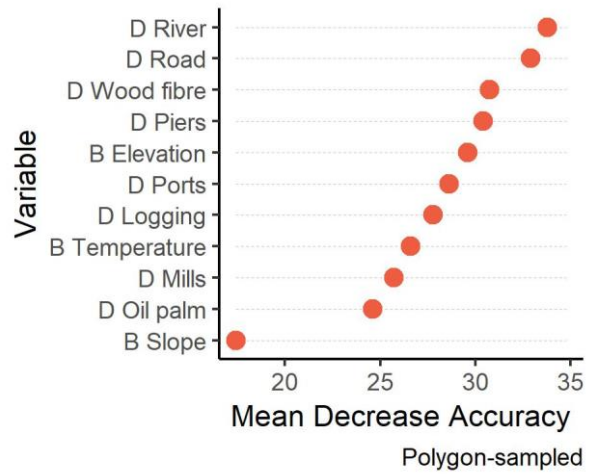 D River
D Road
D Wood fibre
D Piers
B Elevation
D Ports
D Logging
B Temperature
D Mills
D Oil palm
B Slope
Variable
20 25 30 35
Mean Decrease Accuracy
Polygon-sampled